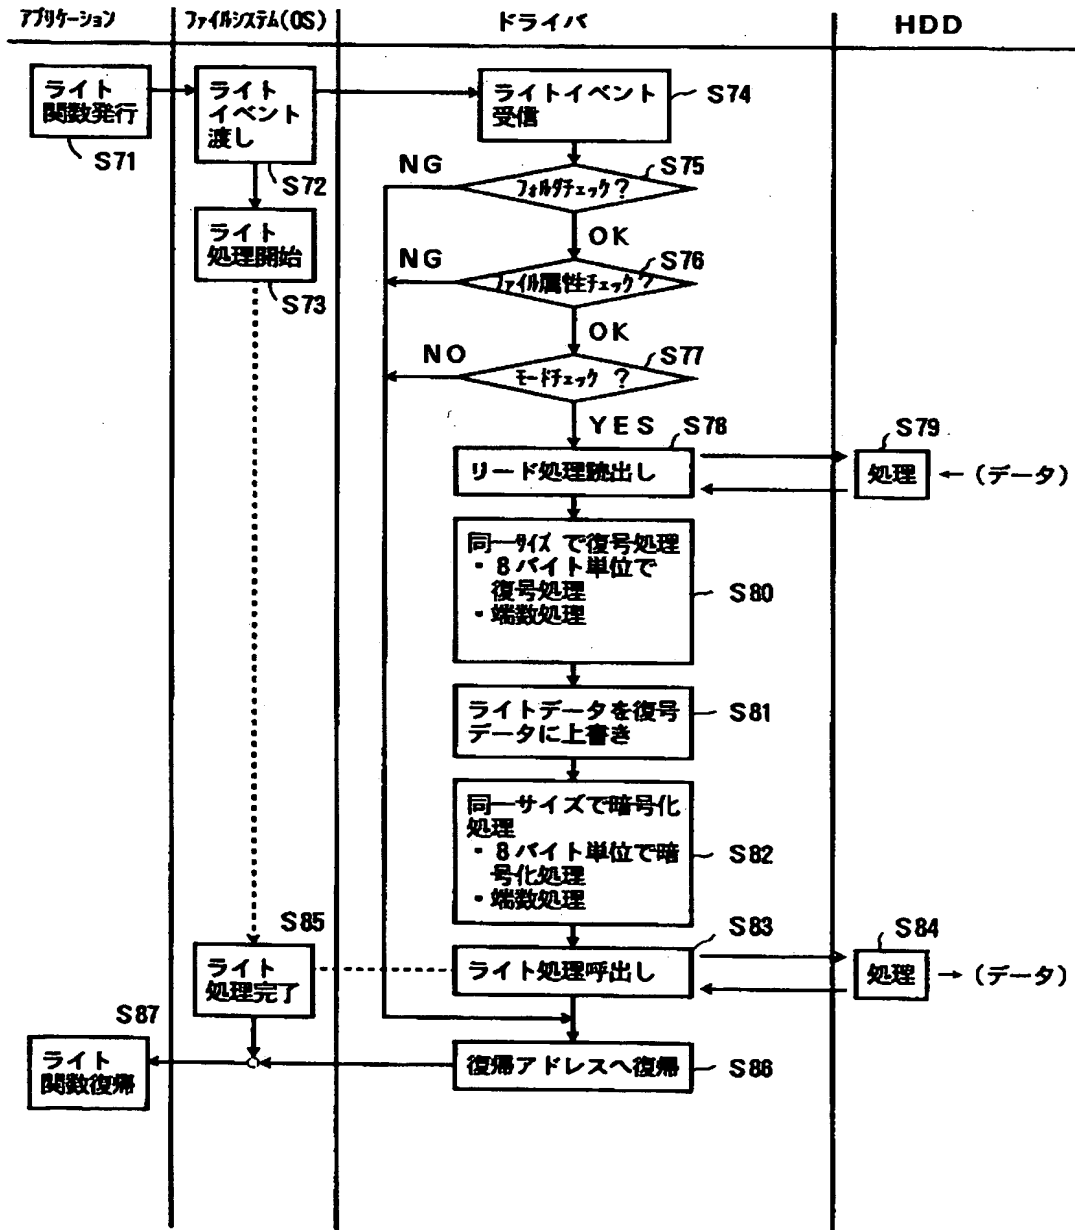 アプリケーション
ファイルシステム(OS)
ドライバ
HDD
ライト
関数発行
S71
ライト
イベント
渡し
S72
ライトイベント
受信
S74
NG
フォルダチェック？
S75
OK
ライト
処理開始
S73
NG
ファイル属性チェック？
S76
OK
NO
モードチェック ？
S77
YES
リード処理読出し
S78
処理
S79
←（データ）
同一サイズ で復号処理
・８バイト単位で
復号処理
・端数処理
S80
ライトデータを復号
データに上書き
S81
同一サイズで暗号化
処理
・８バイト単位で暗
号化処理
・端数処理
S82
S85
ライト
処理完了
ライト処理呼出し
S83
処理
S84
→（データ）
S87
ライト
関数復帰
復帰アドレスへ復帰
S86